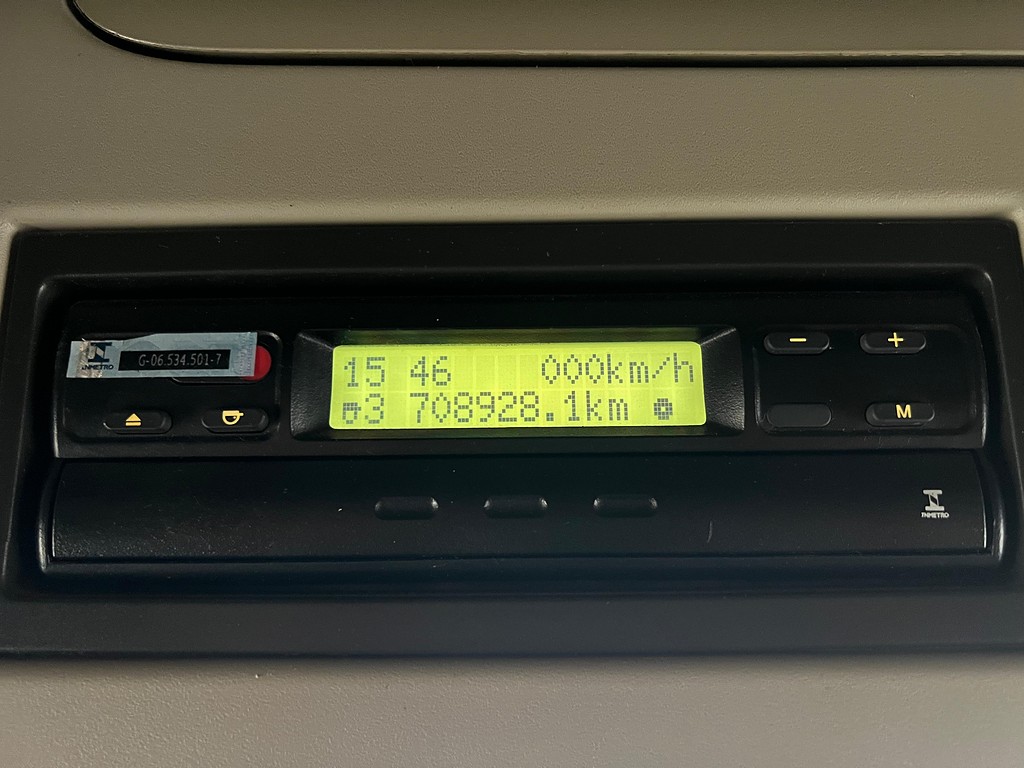 INMETRO
G-06.534.501-7
15 46 000km/h
3 708928.1km
- +
M
INMETRO